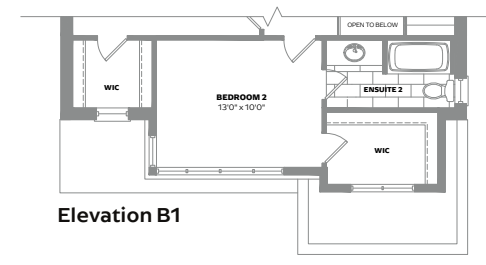 OPEN TO BELOW
WIC
BEDROOM 2
13'0" x 10'0"
ENSUITE 2
WIC
Elevation B1